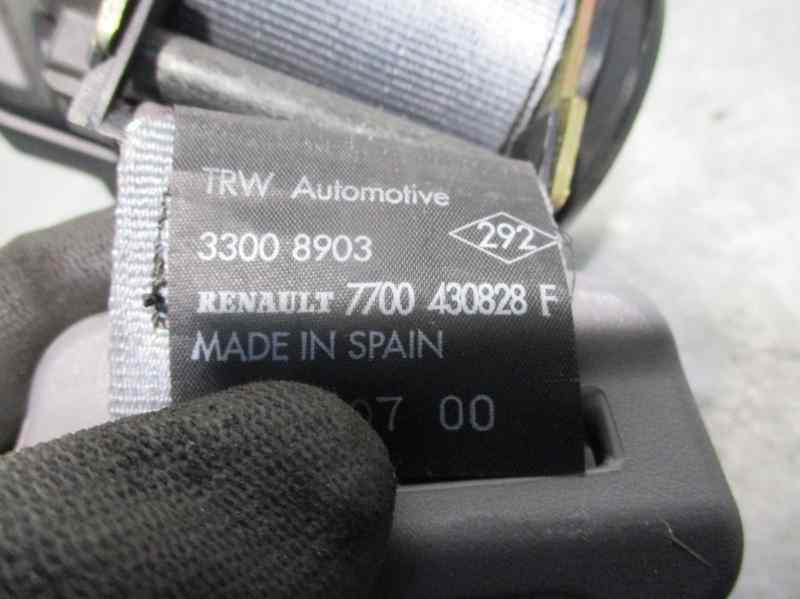 TRW Automotive
3300 8903
292
RENAULT 7700 430828 F
MADE IN SPAIN
07 00